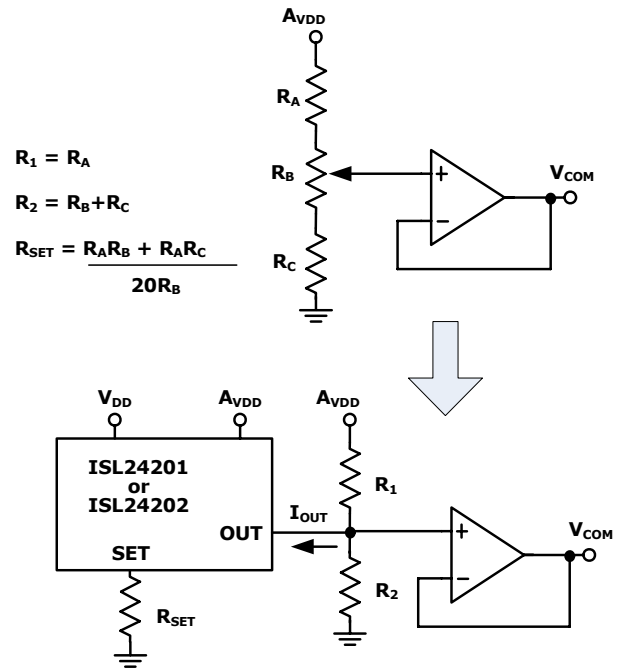 AVDD
RA
R1 = RA
RB
+
VCOM
R2 = RB+RC
−
RSET = RARB + RARC
20RB
RC
VDD
AVDD
AVDD
ISL24201
or
ISL24202
R1
IOUT
OUT
+
VCOM
SET
−
R2
RSET